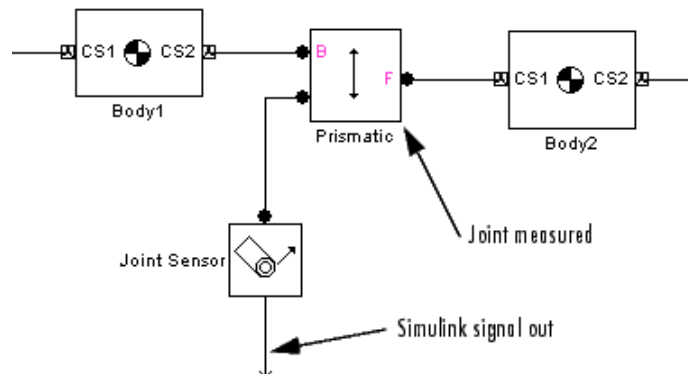 CS1 CS2
Body1
B
F
Prismatic
CS1 CS2
Body2
Joint measured
Joint Sensor
Simulink signal out